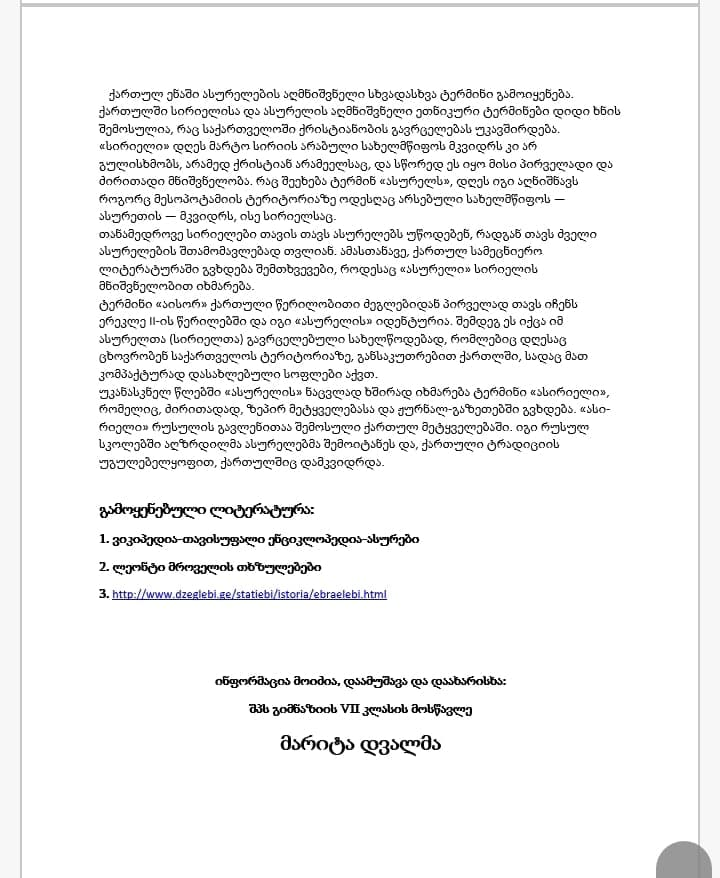 ქართულ ენაში ასურელების აღმნიშვნელი სხვადასხვა ტერმინი გამოიყენება.
ქართულში სირიელისა და ასურელის აღმნიშვნელი ეთნიკური ტერმინები დიდი ხნის
შემოსულია, რაც საქართველოში ქრისტიანობის გავრცელებას უკავშირდება.
«სირიელი» დღეს მარტო სირიის არაბული სახელმწიფოს მკვიდრს კი არ
გულისხმობს, არამედ ქრისტიან არამეელსაც, და სწორედ ეს იყო მისი პირველადი და
ძირითადი მნიშვნელობა. რაც შეეხება ტერმინ «ასურელს», დღეს იგი აღნიშნავს
როგორც მესოპოტამიის ტერიტორიაზე ოდესღაც არსებული სახელმწიფოს —
ასურეთის — მკვიდრს, ისე სირიელსაც.
თანამედროვე სირიელები თავის თავს ასურელებს უწოდებენ, რადგან თავს ძველი
ასურელების შთამომავლებად თვლიან. ამასთანავე, ქართულ სამეცნიერო
ლიტერატურაში გვხდება შემთხვევები, როდესაც «ასურელი» სირიელის
მნიშვნელობით იხმარება.
ტერმინი «აისორ» ქართული წერილობითი ძეგლებიდან პირველად თავს იჩენს
ერეკლე II-ის წერილებში და იგი «ასურელის» იდენტურია. შემდეგ ეს იქცა იმ
ასურელთა (სირიელთა) გავრცელებული სახელწოდებად, რომლებიც დღესაც
ცხოვრობენ საქართველოს ტერიტორიაზე, განსაკუთრებით ქართლში, სადაც მათ
კომპაქტურად დასახლებული სოფლები აქვთ.
უკანასკნელ წლებში «ასურელის» ნაცვლად ხშირად იხმარება ტერმინი «ასირიელი»,
რომელიც, ძირითადად, ზეპირ მეტყველებასა და ჟურნალ-გაზეთებში გვხდება. «ასი-
რიელი» რუსულის გავლენითაა შემოსული ქართულ მეტყველებაში. იგი რუსულ
სკოლებში აღზრდილმა ასურელებმა შემოიტანეს და, ქართული ტრადიციის
უგულებელყოფით, ქართულშიც დამკვიდრდა.
გამოყენებული ლიტერატურა:
1. ვიკიპედია-თავისუფალი ენციკლოპედია-ასურები
2. ლეონტი მროველის თხზულებები
3. http://www.dzeglebi.ge/statiebi/istoria/ebraelebi.html
ინფორმაცია მოიძია, დაამუშავა და დაახარისხა:
შპს გიმნაზიის VII კლასის მოსწავლე
მარიტა დვალმა